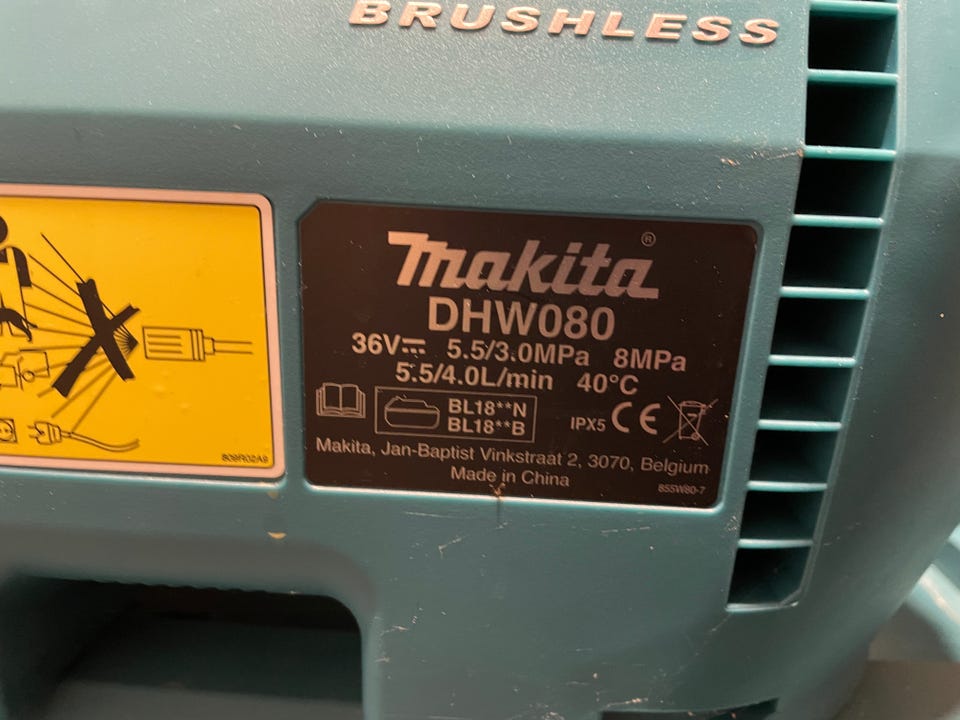 BRUSHLESS
makita®
DHW080
36V⎓ 5.5/3.0MPa 8MPa
5.5/4.0L/min 40°C
BL18**N
BL18**B
IPX5 CE
Makita, Jan-Baptist Vinkstraat 2, 3070, Belgium
Made in China
855W80-7